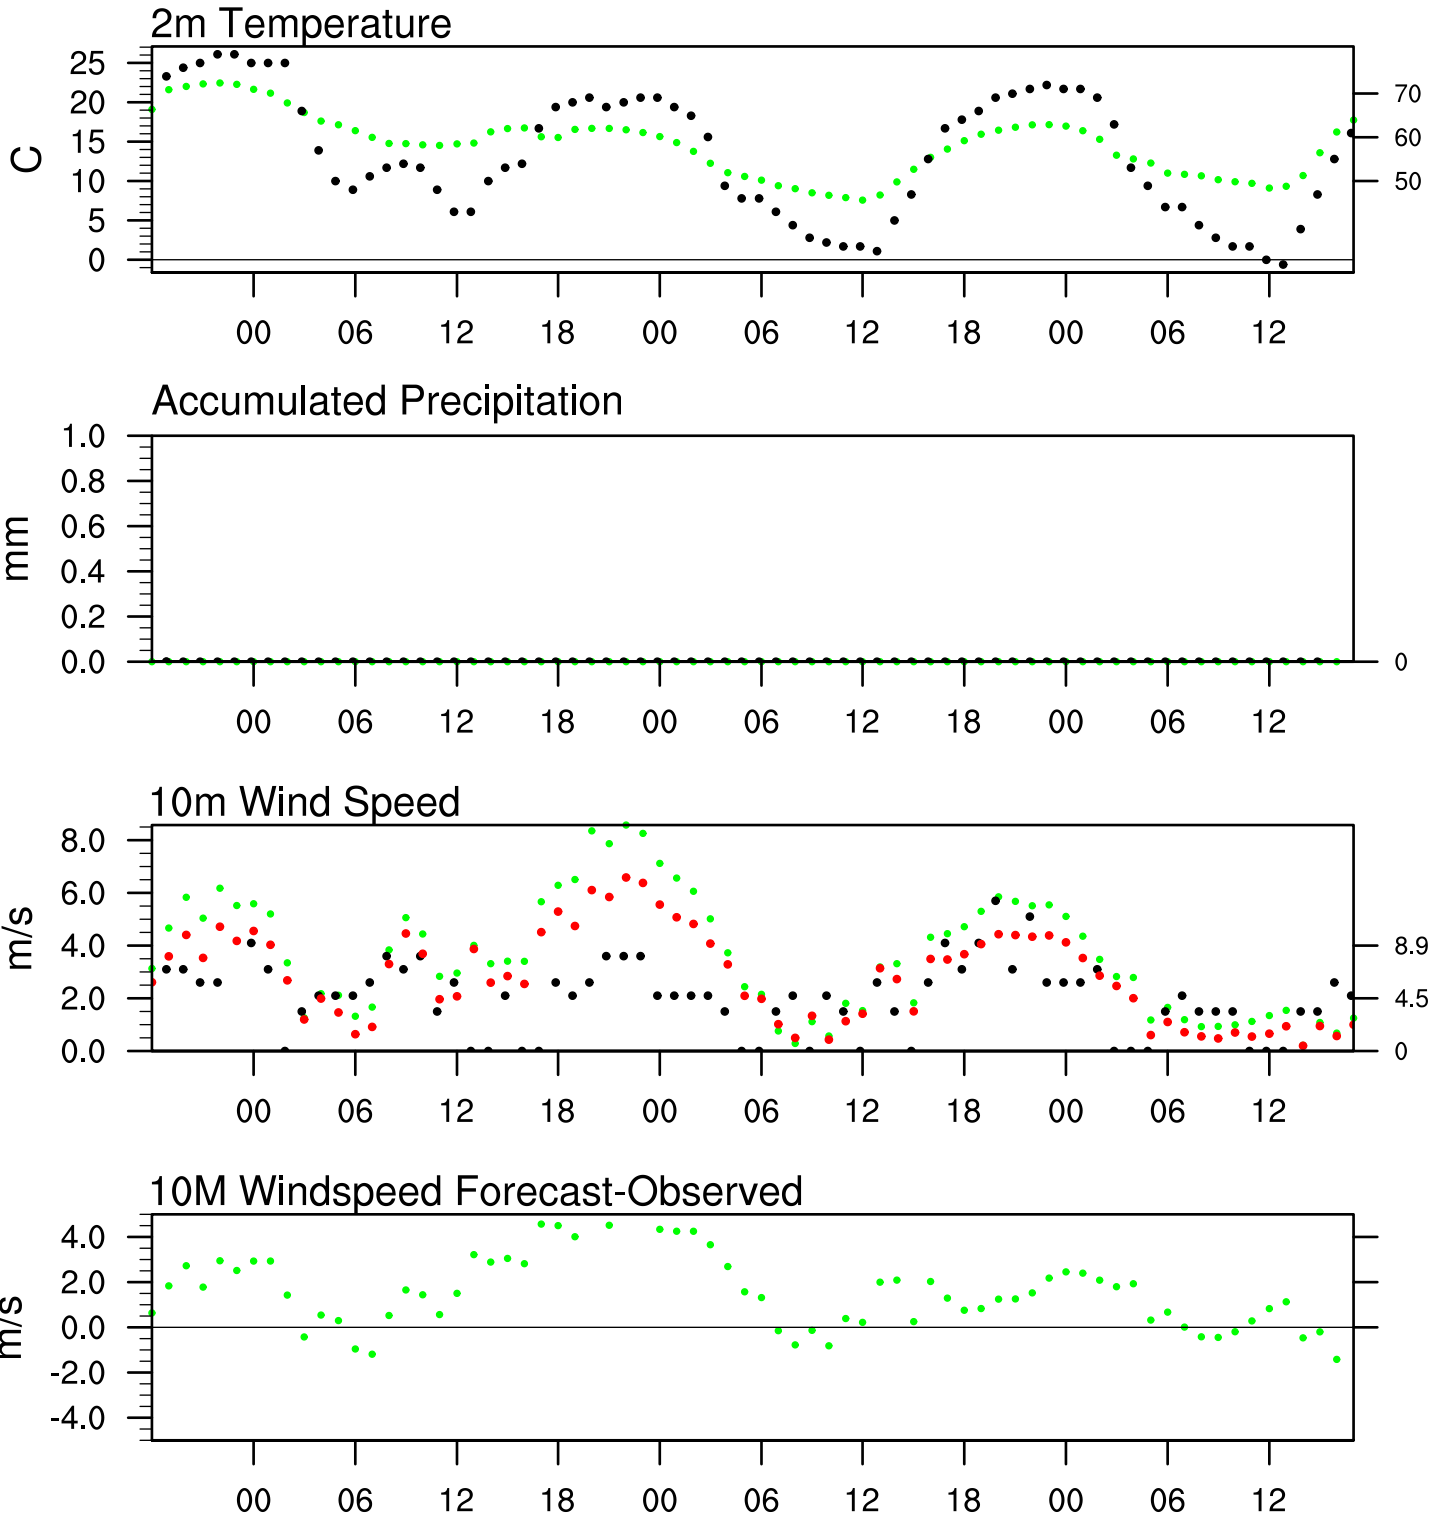 2m Temperature
25
20
15
10
5
0
C
70
60
50
00 06 12 18 00 06 12 18 00 06 12
Accumulated Precipitation
1.0
0.8
0.6
0.4
0.2
0.0
mm
0
00 06 12 18 00 06 12 18 00 06 12
10m Wind Speed
8.0
6.0
4.0
2.0
0.0
m/s
8.9
4.5
0
00 06 12 18 00 06 12 18 00 06 12
10M Windspeed Forecast-Observed
4.0
2.0
0.0
-2.0
-4.0
m/s
00 06 12 18 00 06 12 18 00 06 12